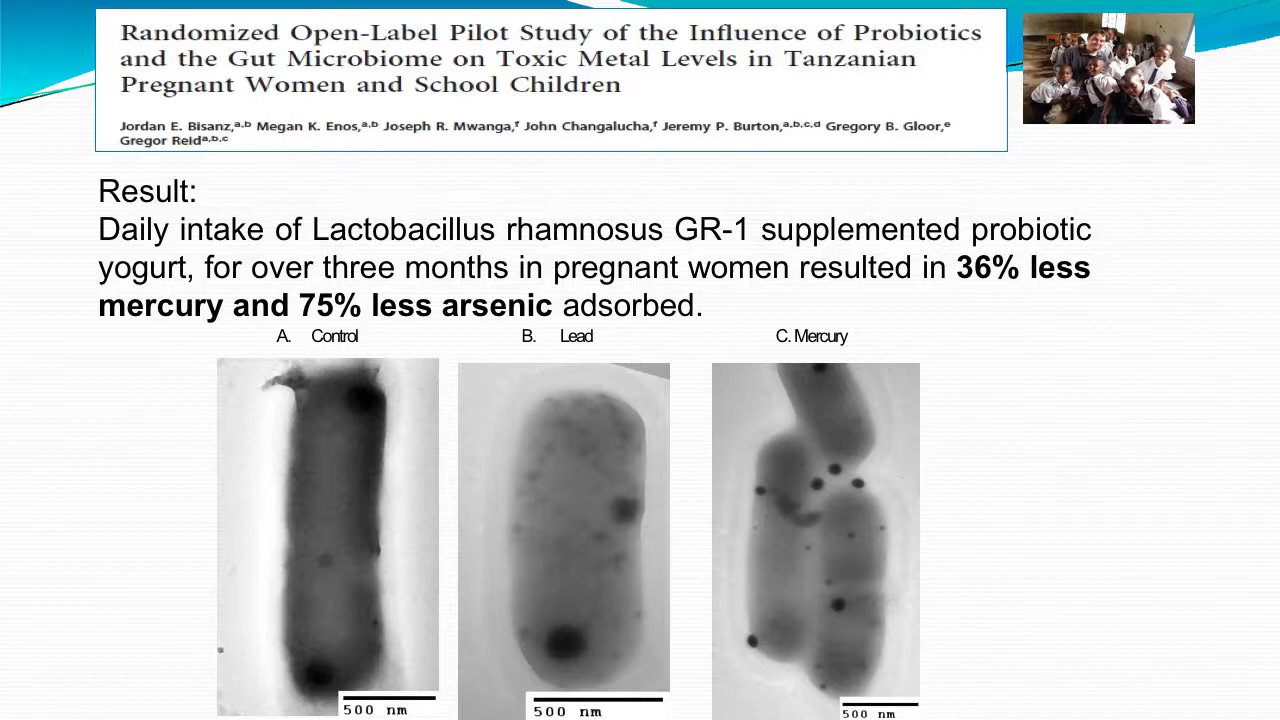 Randomized Open-Label Pilot Study of the Influence of Probiotics
and the Gut Microbiome on Toxic Metal Levels in Tanzanian
Pregnant Women and School Children
Jordan E. Bisanz,a,b Megan K. Enos,a,b Joseph R. Mwanga,f John Changalucha,f Jeremy P. Burton,a,b,c,d Gregory B. Gloor,e
Gregor Reida,b,c
Result:
Daily intake of Lactobacillus rhamnosus GR-1 supplemented probiotic
yogurt, for over three months in pregnant women resulted in 36% less
mercury and 75% less arsenic adsorbed.
A. Control
B. Lead
C. Mercury
500 nm
500 nm
500 nm